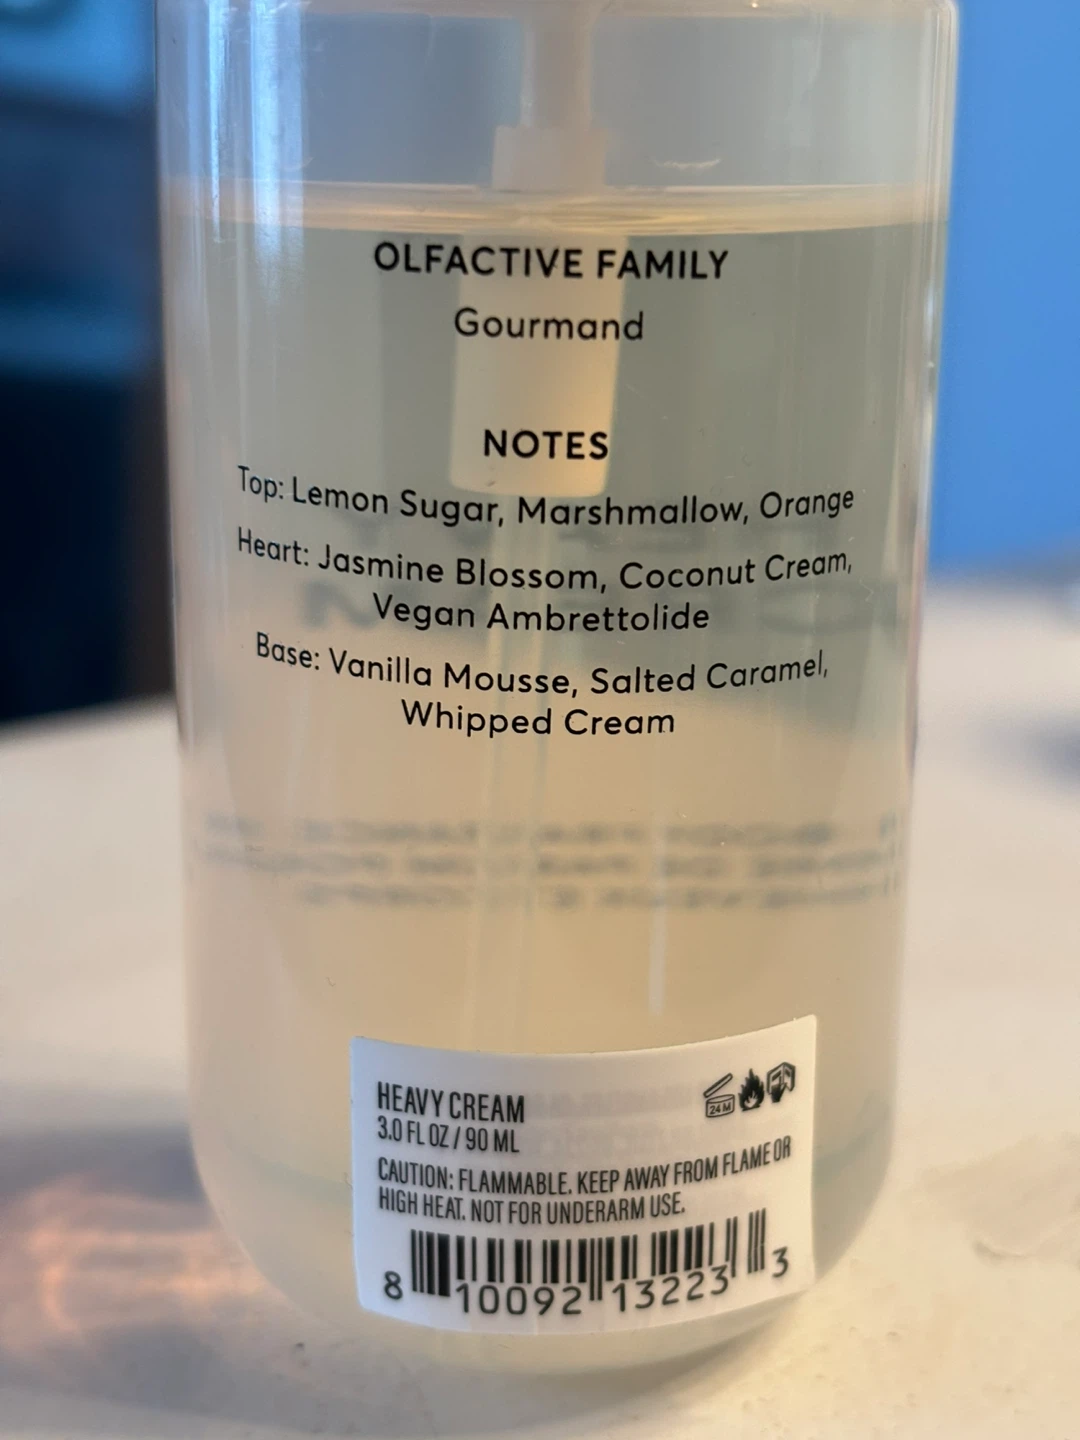 OLFACTIVE FAMILY
Gourmand
NOTES
Top: Lemon Sugar, Marshmallow, Orange
Heart: Jasmine Blossom, Coconut Cream,
Vegan Ambrettolide
Base: Vanilla Mousse, Salted Caramel,
Whipped Cream
HEAVY CREAM
24 M
3.0 FL OZ / 90 ML
CAUTION: FLAMMABLE. KEEP AWAY FROM FLAME OR
HIGH HEAT. NOT FOR UNDERARM USE.
8 10092 13223 3